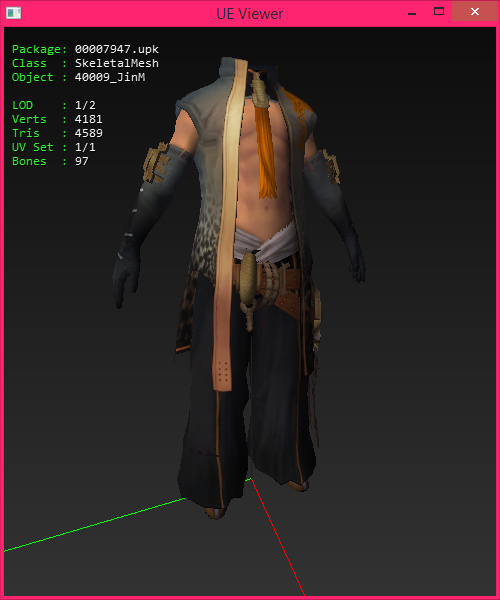 UE Viewer
Package: 00007947.upk
Class : SkeletalMesh
Object : 40009_JinM
LOD : 1/2
Verts : 4181
Tris : 4589
UV Set : 1/1
Bones : 97